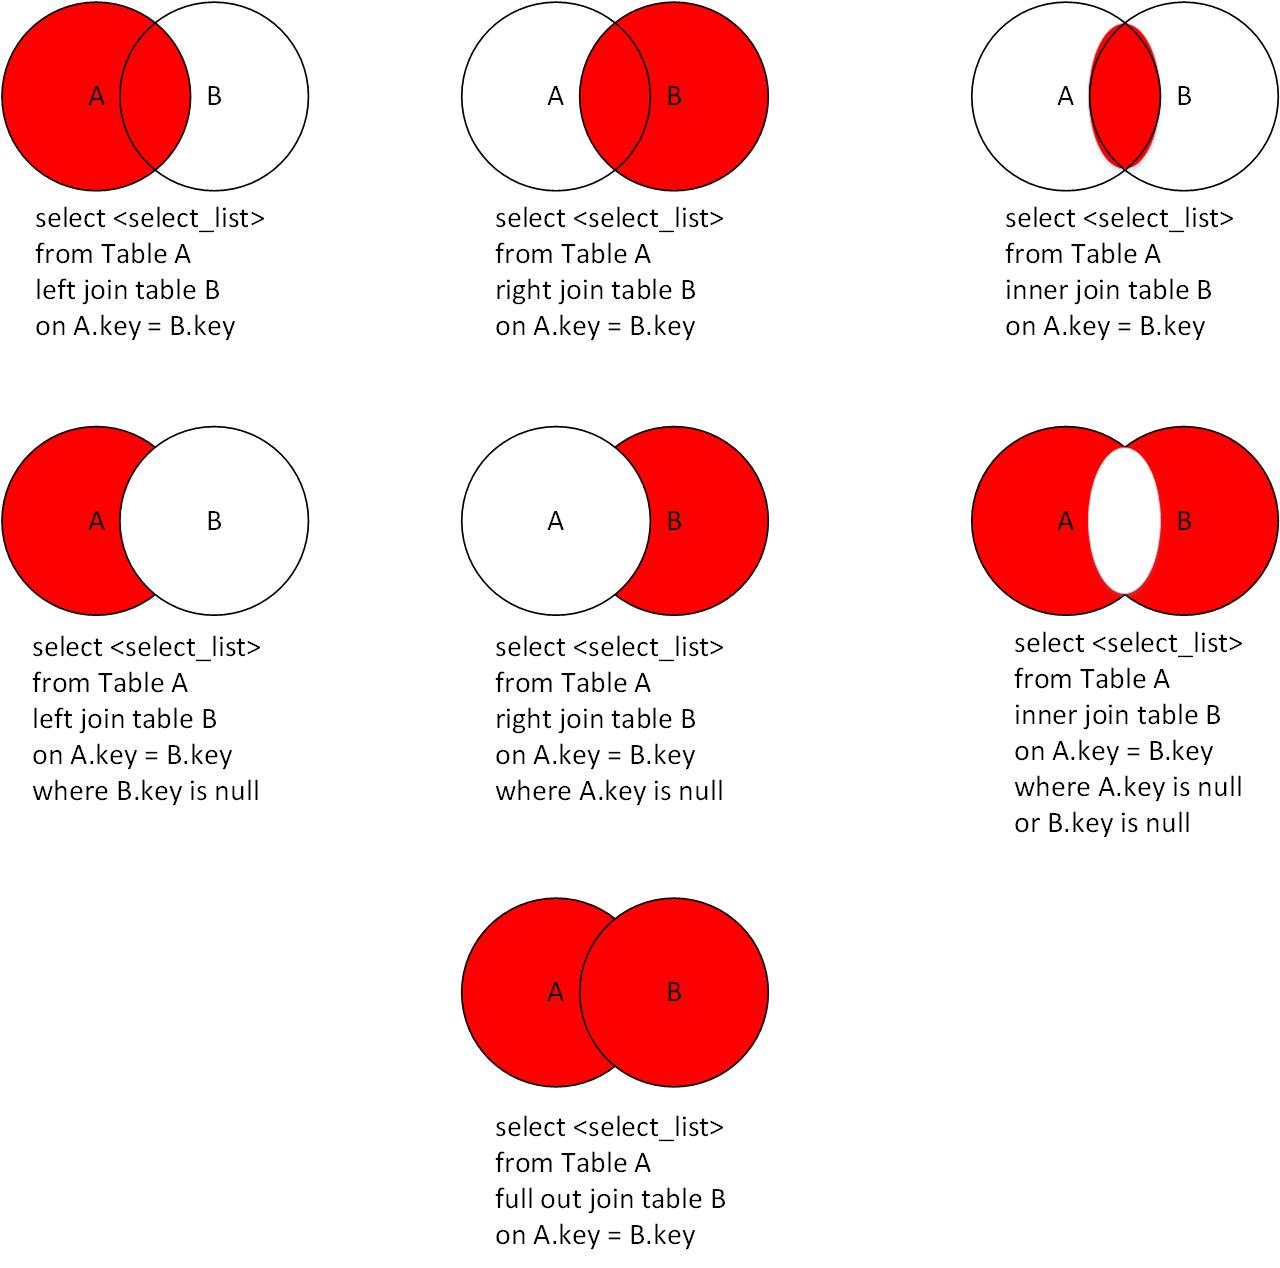 A B
select <select_list>
from Table A
left join table B
on A.key = B.key
A B
select <select_list>
from Table A
right join table B
on A.key = B.key
A B
select <select_list>
from Table A
inner join table B
on A.key = B.key
A B
select <select_list>
from Table A
left join table B
on A.key = B.key
where B.key is null
A B
select <select_list>
from Table A
right join table B
on A.key = B.key
where A.key is null
A B
select <select_list>
from Table A
inner join table B
on A.key = B.key
where A.key is null
or B.key is null
A B
select <select_list>
from Table A
full out join table B
on A.key = B.key